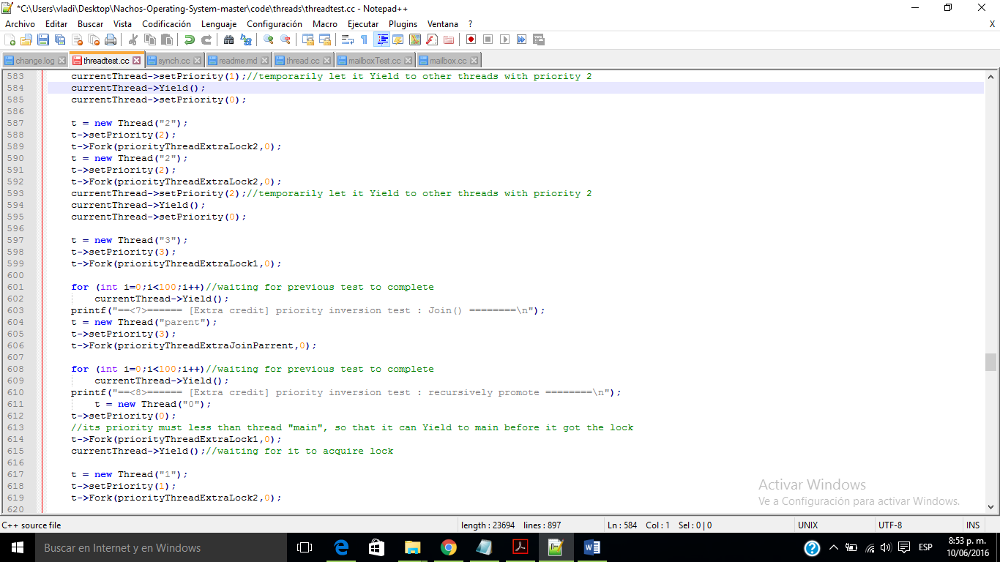 *C:\Users\vladi\Desktop\Nachos-Operating-System-master\code\threads\threadtest.cc - Notepad++
Archivo Editar Buscar Vista Codificación Lenguaje Configuración Macro Ejecutar Plugins Ventana ? X
change.log threadtest.cc synch.cc readme.md thread.cc mailboxTest.cc mailbox.cc
583 currentThread->setPriority(1);//temporarily let it Yield to other threads with priority 2
584 currentThread->Yield();
585 currentThread->setPriority(0);
586
587 t = new Thread("2");
588 t->setPriority(2);
589 t->Fork(priorityThreadExtraLock2,0);
590 t = new Thread("2");
591 t->setPriority(2);
592 t->Fork(priorityThreadExtraLock2,0);
593 currentThread->setPriority(2);//temporarily let it Yield to other threads with priority 2
594 currentThread->Yield();
595 currentThread->setPriority(0);
596
597 t = new Thread("3");
598 t->setPriority(3);
599 t->Fork(priorityThreadExtraLock1,0);
600
601 for (int i=0;i<100;i++)//waiting for previous test to complete
602 currentThread->Yield();
603 printf("==<7>====== [Extra credit] priority inversion test : Join() ========\n");
604 t = new Thread("parent");
605 t->setPriority(3);
606 t->Fork(priorityThreadExtraJoinParrent,0);
607
608 for (int i=0;i<100;i++)//waiting for previous test to complete
609 currentThread->Yield();
610 printf("==<8>====== [Extra credit] priority inversion test : recursively promote ========\n");
611 t = new Thread("0");
612 t->setPriority(0);
613 //its priority must less than thread "main", so that it can Yield to main before it got the lock
614 t->Fork(priorityThreadExtraLock1,0);
615 currentThread->Yield();//waiting for it to acquire lock
616
617 t = new Thread("1");
618 t->setPriority(1);
619 t->Fork(priorityThreadExtraLock2,0);
620
Activar Windows
Ve a Configuración para activar Windows.
C++ source file length : 23694 lines : 897 Ln : 584 Col : 1 Sel : 0 | 0 UNIX UTF-8 INS
Buscar en Internet y en Windows
ESP
8:53 p. m.
10/06/2016